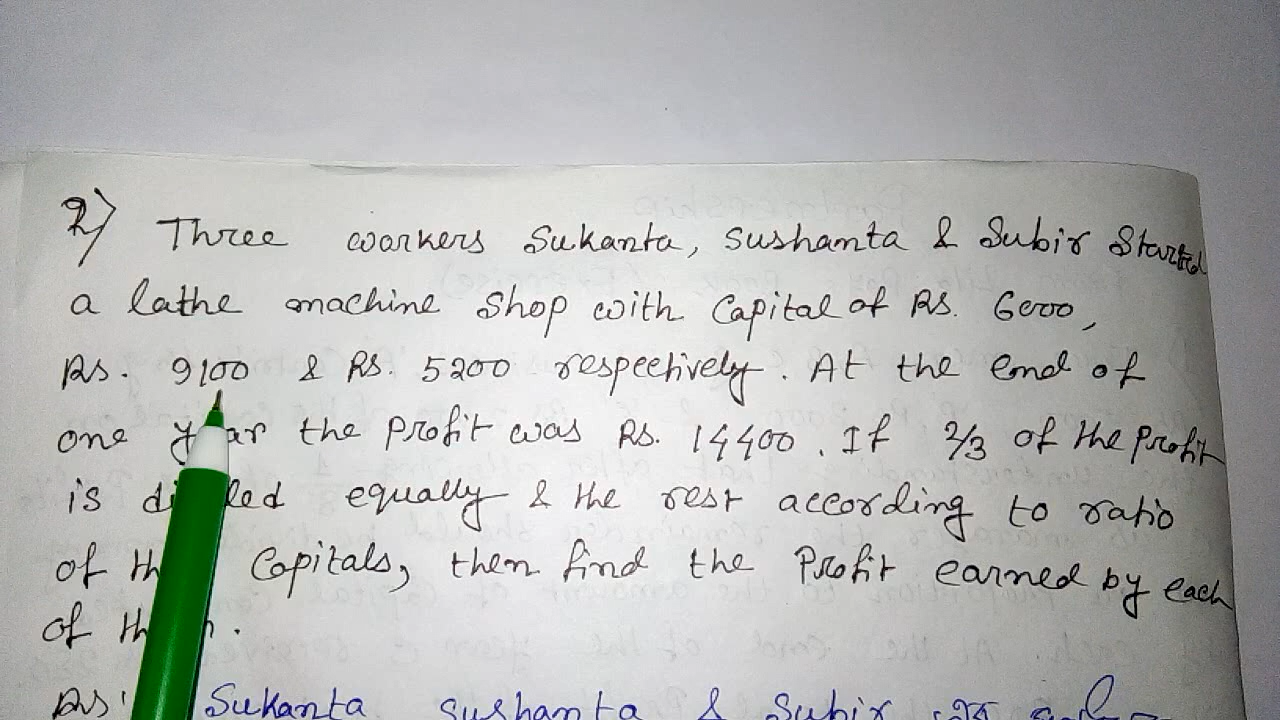 2) Three workers Sukanta, Sushanta & Subir Started
a lathe machine Shop with Capital of Rs. 6000,
Rs. 9100 & Rs. 5200 respectively. At the end of
one year the Profit was Rs. 14400. If 2/3 of the Profit
is equally & the rest according to ratio
of Capitals, then find the Profit earned by each
of
Sukanta Sushanta & Subir